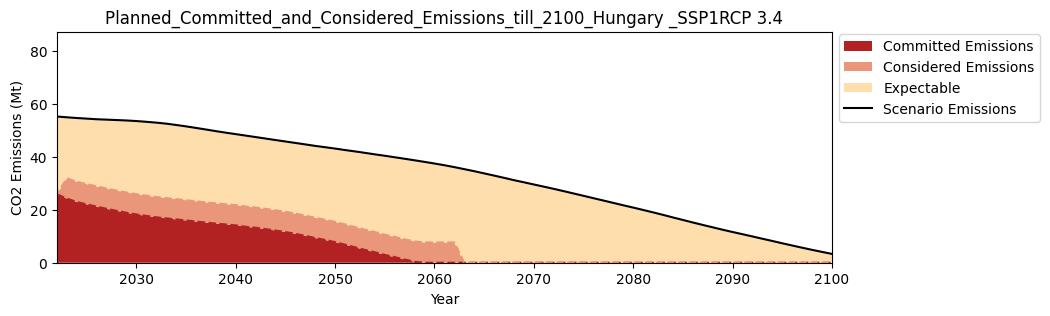 Planned_Committed_and_Considered_Emissions_till_2100_Hungary _SSP1RCP 3.4
80
60
40
20
0
CO2 Emissions (Mt)
2030
2040
2050
2060
2070
2080
2090
2100
Year
Committed Emissions
Considered Emissions
Expectable
Scenario Emissions